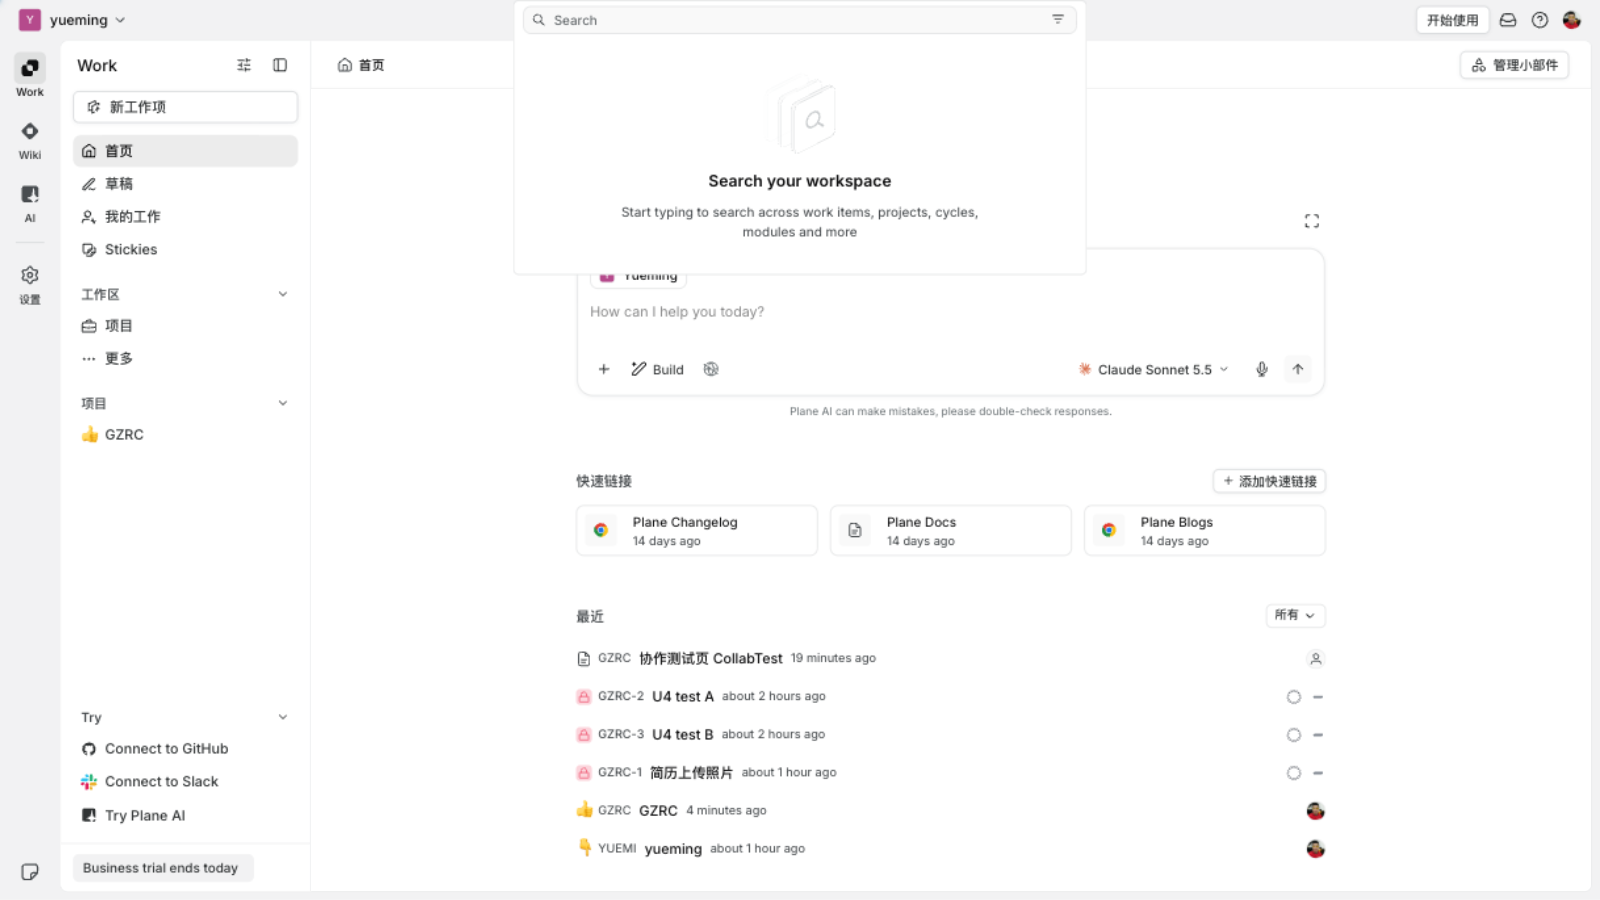 Y yueming
Search
开始使用
Work
Wiki
AI
设置
Work
新工作项
首页
草稿
我的工作
Stickies
工作区
项目
更多
项目
GZRC
Try
Connect to GitHub
Connect to Slack
Try Plane AI
Business trial ends today
首页
管理小部件
Search your workspace
Start typing to search across work items, projects, cycles,
modules and more
Yueming
How can I help you today?
Build
Claude Sonnet 5.5
Plane AI can make mistakes, please double-check responses.
快速链接
添加快速链接
Plane Changelog
14 days ago
Plane Docs
14 days ago
Plane Blogs
14 days ago
最近
所有
GZRC 协作测试页 CollabTest 19 minutes ago
GZRC-2 U4 test A about 2 hours ago
GZRC-3 U4 test B about 2 hours ago
GZRC-1 简历上传照片 about 1 hour ago
GZRC GZRC 4 minutes ago
YUEMI yueming about 1 hour ago